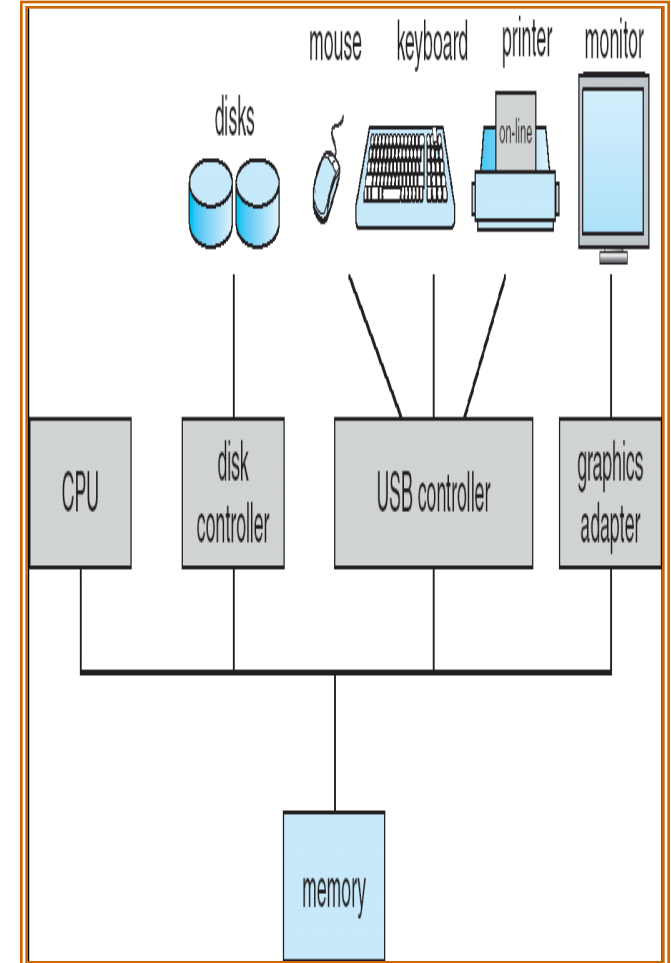 mouse keyboard printer monitor
disks
on-line
CPU
disk
controller
USB controller
graphics
adapter
memory